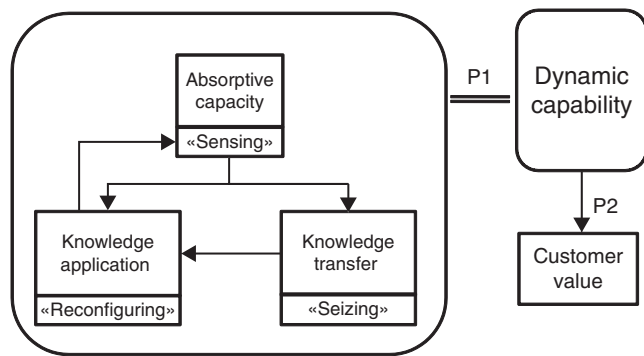 Absorptive
capacity
«Sensing»
Knowledge
application
«Reconfiguring»
Knowledge
transfer
«Seizing»
P1
Dynamic
capability
P2
Customer
value